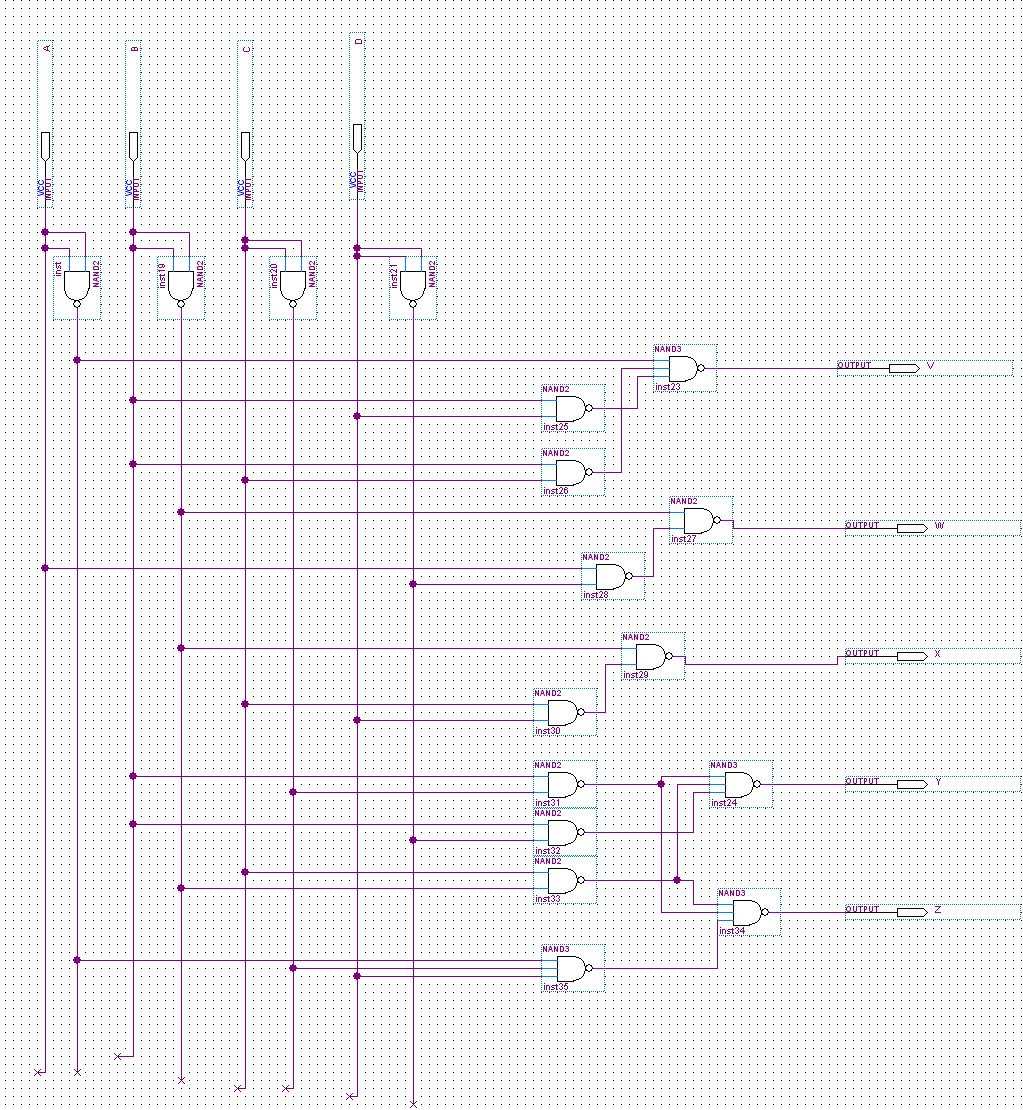 A
B
C
D
VCC
INPUT
VCC
INPUT
VCC
INPUT
VCC
INPUT
inst
NAND2
inst19
NAND2
inst20
NAND2
inst21
NAND2
NAND3
inst23
OUTPUT
V
NAND2
inst25
NAND2
inst26
NAND2
inst27
OUTPUT
W
NAND2
inst28
NAND2
inst29
OUTPUT
X
NAND2
inst30
NAND2
inst31
NAND3
inst24
OUTPUT
Y
NAND2
inst32
NAND2
inst33
NAND3
inst34
OUTPUT
Z
NAND3
inst35